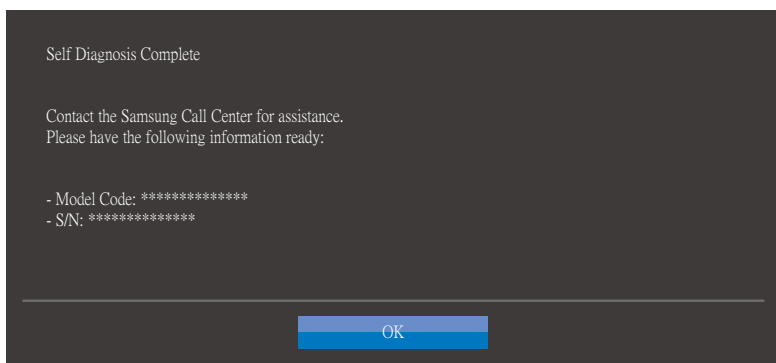 Self Diagnosis Complete
Contact the Samsung Call Center for assistance.
Please have the following information ready:
- Model Code: **************
- S/N: **************
OK